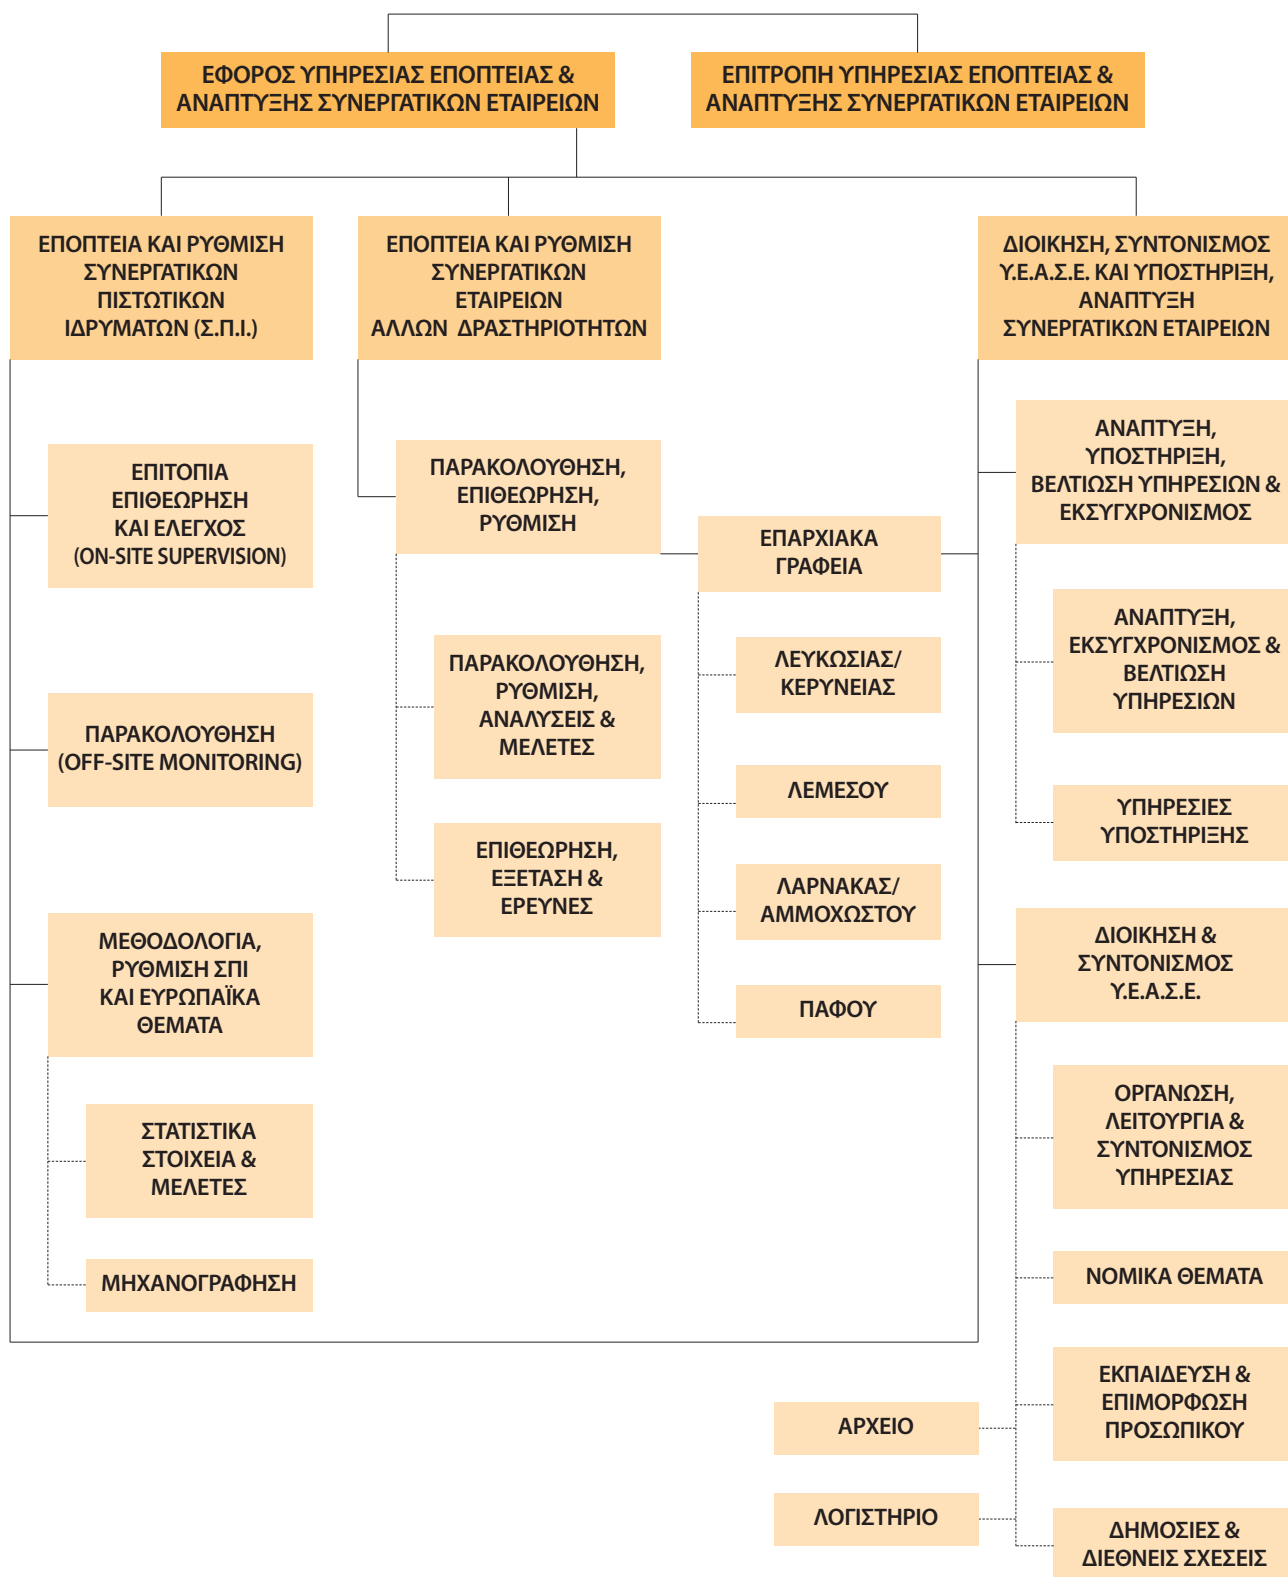 ΕΦΟΡΟΣ ΥΠΗΡΕΣΙΑΣ ΕΠΟΠΤΕΙΑΣ &
ΑΝΑΠΤΥΞΗΣ ΣΥΝΕΡΓΑΤΙΚΩΝ ΕΤΑΙΡΕΙΩΝ
ΕΠΙΤΡΟΠΗ ΥΠΗΡΕΣΙΑΣ ΕΠΟΠΤΕΙΑΣ &
ΑΝΑΠΤΥΞΗΣ ΣΥΝΕΡΓΑΤΙΚΩΝ ΕΤΑΙΡΕΙΩΝ
ΕΠΟΠΤΕΙΑ ΚΑΙ ΡΥΘΜΙΣΗ
ΣΥΝΕΡΓΑΤΙΚΩΝ
ΠΙΣΤΩΤΙΚΩΝ
ΙΔΡΥΜΑΤΩΝ (Σ.Π.Ι.)
ΕΠΙΤΟΠΙΑ
ΕΠΙΘΕΩΡΗΣΗ
ΚΑΙ ΕΛΕΓΧΟΣ
(ON-SITE SUPERVISION)
ΠΑΡΑΚΟΛΟΥΘΗΣΗ
(OFF-SITE MONITORING)
ΜΕΘΟΔΟΛΟΓΙΑ,
ΡΥΘΜΙΣΗ ΣΠΙ
ΚΑΙ ΕΥΡΩΠΑΪΚΑ
ΘΕΜΑΤΑ
ΣΤΑΤΙΣΤΙΚΑ
ΣΤΟΙΧΕΙΑ &
ΜΕΛΕΤΕΣ
ΜΗΧΑΝΟΓΡΑΦΗΣΗ
ΕΠΟΠΤΕΙΑ ΚΑΙ ΡΥΘΜΙΣΗ
ΣΥΝΕΡΓΑΤΙΚΩΝ
ΕΤΑΙΡΕΙΩΝ
ΑΛΛΩΝ ΔΡΑΣΤΗΡΙΟΤΗΤΩΝ
ΠΑΡΑΚΟΛΟΥΘΗΣΗ,
ΕΠΙΘΕΩΡΗΣΗ,
ΡΥΘΜΙΣΗ
ΠΑΡΑΚΟΛΟΥΘΗΣΗ,
ΡΥΘΜΙΣΗ,
ΑΝΑΛΥΣΕΙΣ &
ΜΕΛΕΤΕΣ
ΕΠΙΘΕΩΡΗΣΗ,
ΕΞΕΤΑΣΗ &
ΕΡΕΥΝΕΣ
ΕΠΑΡΧΙΑΚΑ
ΓΡΑΦΕΙΑ
ΛΕΥΚΩΣΙΑΣ/
ΚΕΡΥΝΕΙΑΣ
ΛΕΜΕΣΟΥ
ΛΑΡΝΑΚΑΣ/
ΑΜΜΟΧΩΣΤΟΥ
ΠΑΦΟΥ
ΔΙΟΙΚΗΣΗ, ΣΥΝΤΟΝΙΣΜΟΣ
Υ.Ε.Α.Σ.Ε. ΚΑΙ ΥΠΟΣΤΗΡΙΞΗ,
ΑΝΑΠΤΥΞΗ
ΣΥΝΕΡΓΑΤΙΚΩΝ ΕΤΑΙΡΕΙΩΝ
ΑΝΑΠΤΥΞΗ,
ΥΠΟΣΤΗΡΙΞΗ,
ΒΕΛΤΙΩΣΗ ΥΠΗΡΕΣΙΩΝ &
ΕΚΣΥΓΧΡΟΝΙΣΜΟΣ
ΑΝΑΠΤΥΞΗ,
ΕΚΣΥΓΧΡΟΝΙΣΜΟΣ &
ΒΕΛΤΙΩΣΗ
ΥΠΗΡΕΣΙΩΝ
ΥΠΗΡΕΣΙΕΣ
ΥΠΟΣΤΗΡΙΞΗΣ
ΔΙΟΙΚΗΣΗ &
ΣΥΝΤΟΝΙΣΜΟΣ
Υ.Ε.Α.Σ.Ε.
ΟΡΓΑΝΩΣΗ,
ΛΕΙΤΟΥΡΓΙΑ &
ΣΥΝΤΟΝΙΣΜΟΣ
ΥΠΗΡΕΣΙΑΣ
ΝΟΜΙΚΑ ΘΕΜΑΤΑ
ΕΚΠΑΙΔΕΥΣΗ &
ΕΠΙΜΟΡΦΩΣΗ
ΠΡΟΣΩΠΙΚΟΥ
ΑΡΧΕΙΟ
ΛΟΓΙΣΤΗΡΙΟ
ΔΗΜΟΣΙΕΣ &
ΔΙΕΘΝΕΙΣ ΣΧΕΣΕΙΣ